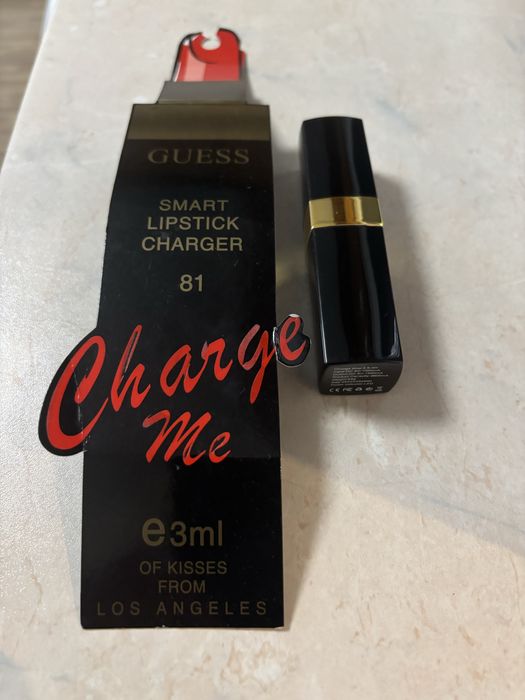 GUESS
SMART
LIPSTICK
CHARGER
81
Charge
Me
e3ml
OF KISSES
FROM
LOS ANGELES